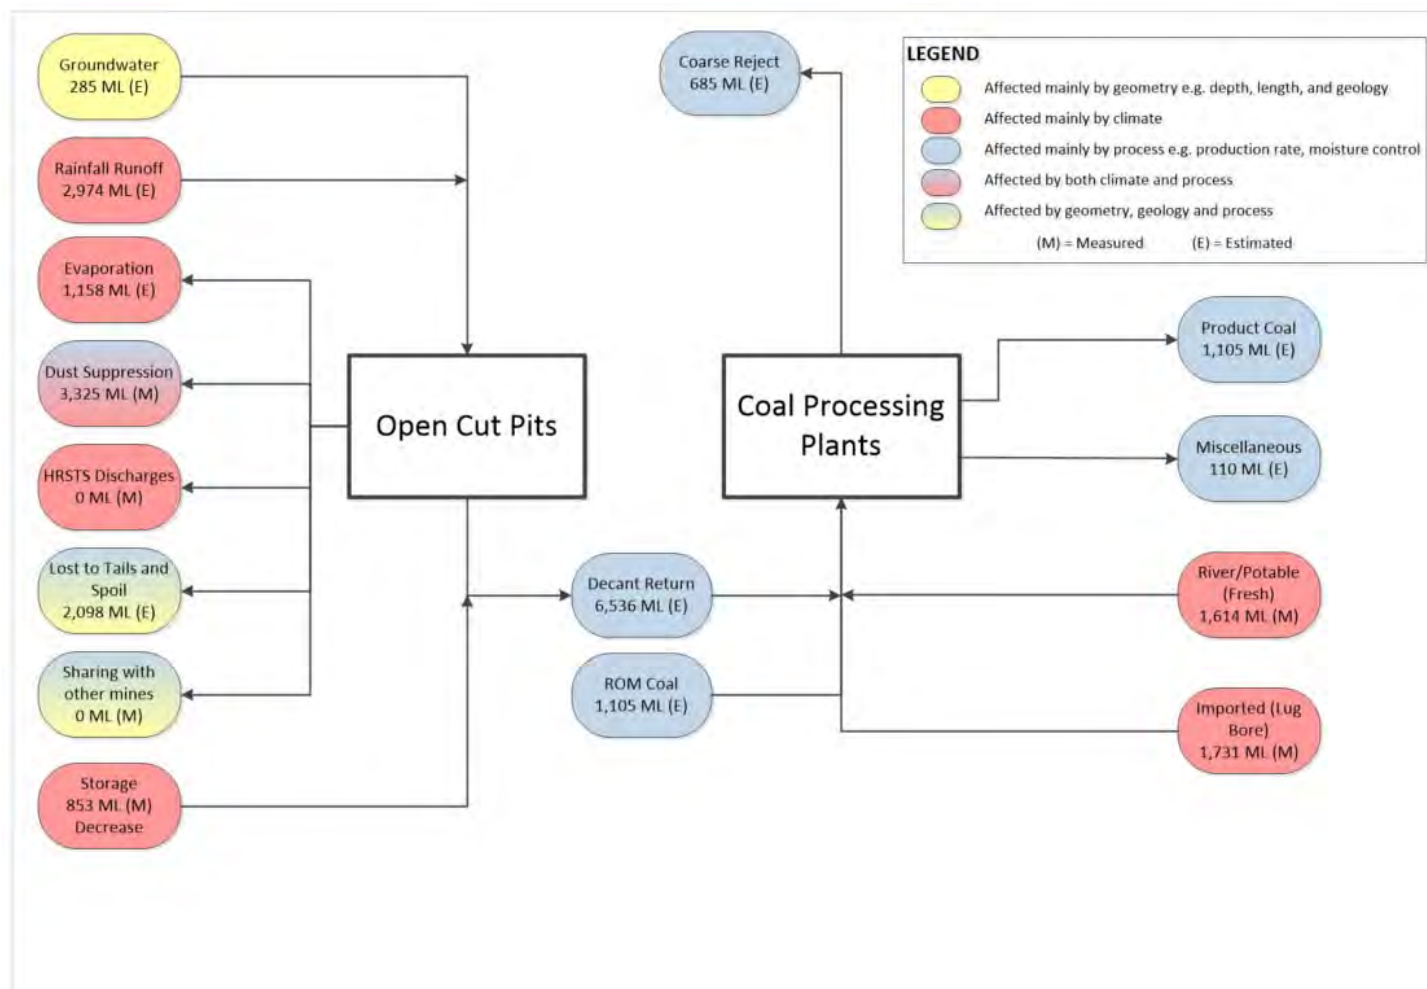 Groundwater
285 ML (E)
Rainfall Runoff
2,974 ML (E)
Evaporation
1,158 ML (E)
Dust Suppression
3,325 ML (M)
HRSTS Discharges
0 ML (M)
Lost to Tails and
Spoil
2,098 ML (E)
Sharing with
other mines
0 ML (M)
Storage
853 ML (M)
Decrease
Open Cut Pits
Decant Return
6,536 ML (E)
ROM Coal
1,105 ML (E)
Coarse Reject
685 ML (E)
Coal Processing
Plants
LEGEND
Affected mainly by geometry e.g. depth, length, and geology
Affected mainly by climate
Affected mainly by process e.g. production rate, moisture control
Affected by both climate and process
Affected by geometry, geology and process
(M) = Measured (E) = Estimated
Product Coal
1,105 ML (E)
Miscellaneous
110 ML (E)
River/Potable
(Fresh)
1,614 ML (M)
Imported (Lug
Bore)
1,731 ML (M)